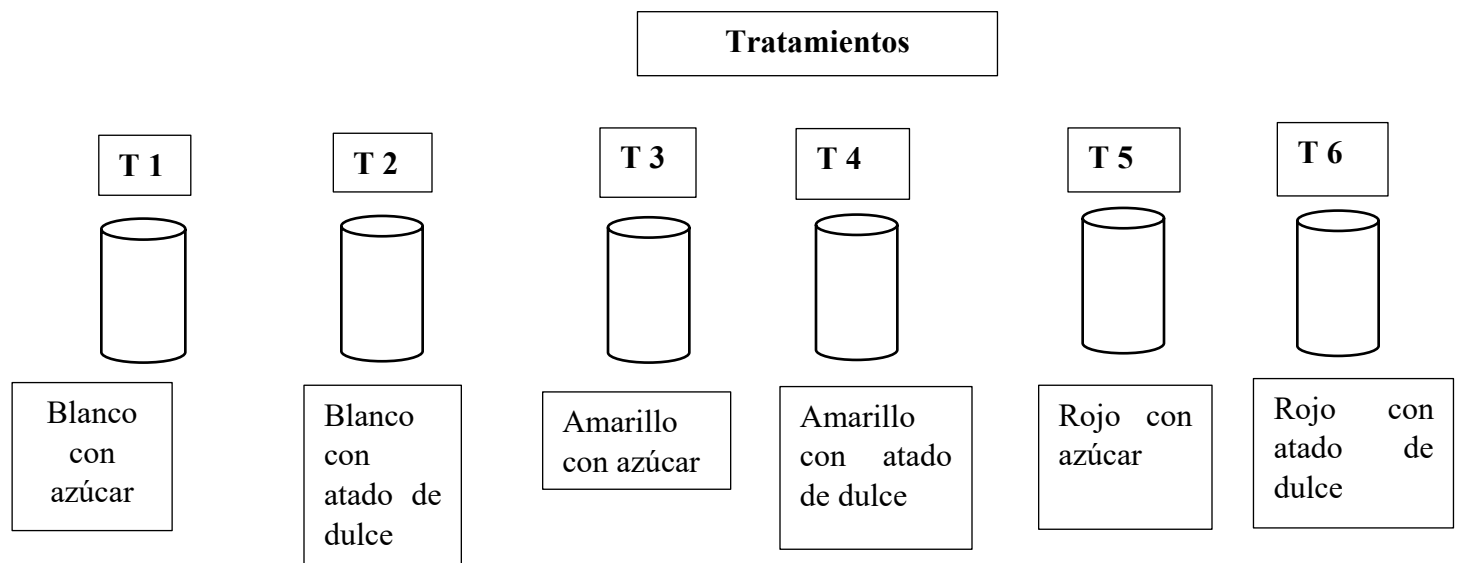 Tratamientos
T 1
T 2
T 3
T 4
T 5
T 6
Blanco
con
azúcar
Blanco
con
atado de
dulce
Amarillo
con azúcar
Amarillo
con atado
de dulce
Rojo con
azúcar
Rojo con
atado de
dulce